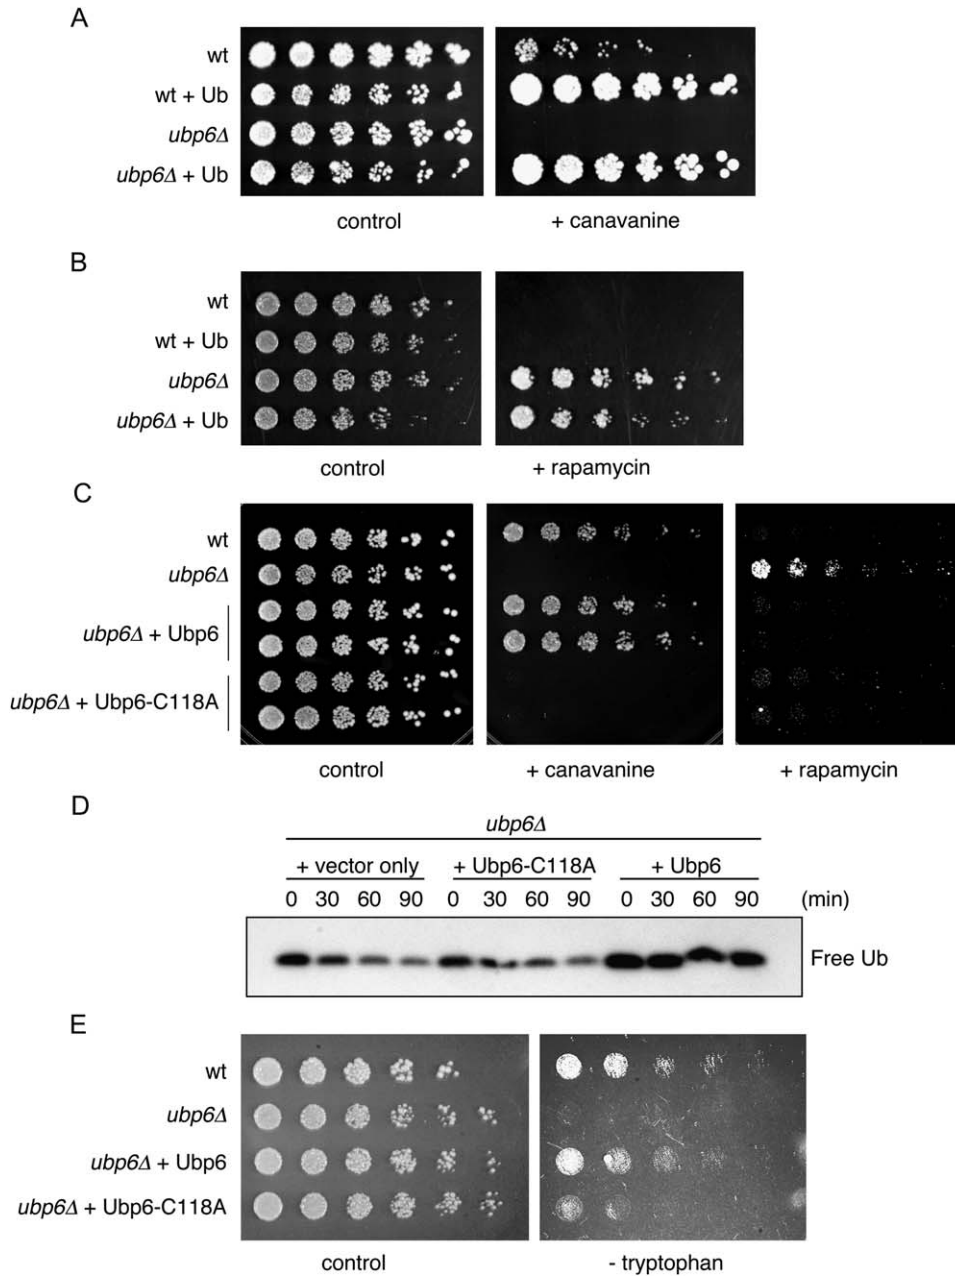 A
wt
wt + Ub
ubp6Δ
ubp6Δ + Ub
control
+ canavanine
B
wt
wt + Ub
ubp6Δ
ubp6Δ + Ub
control
+ rapamycin
C
wt
ubp6Δ
ubp6Δ + Ubp6
ubp6Δ + Ubp6-C118A
control
+ canavanine
+ rapamycin
D
ubp6Δ
+ vector only + Ubp6-C118A + Ubp6
0 30 60 90 0 30 60 90 0 30 60 90 (min)
Free Ub
E
wt
ubp6Δ
ubp6Δ + Ubp6
ubp6Δ + Ubp6-C118A
control
- tryptophan